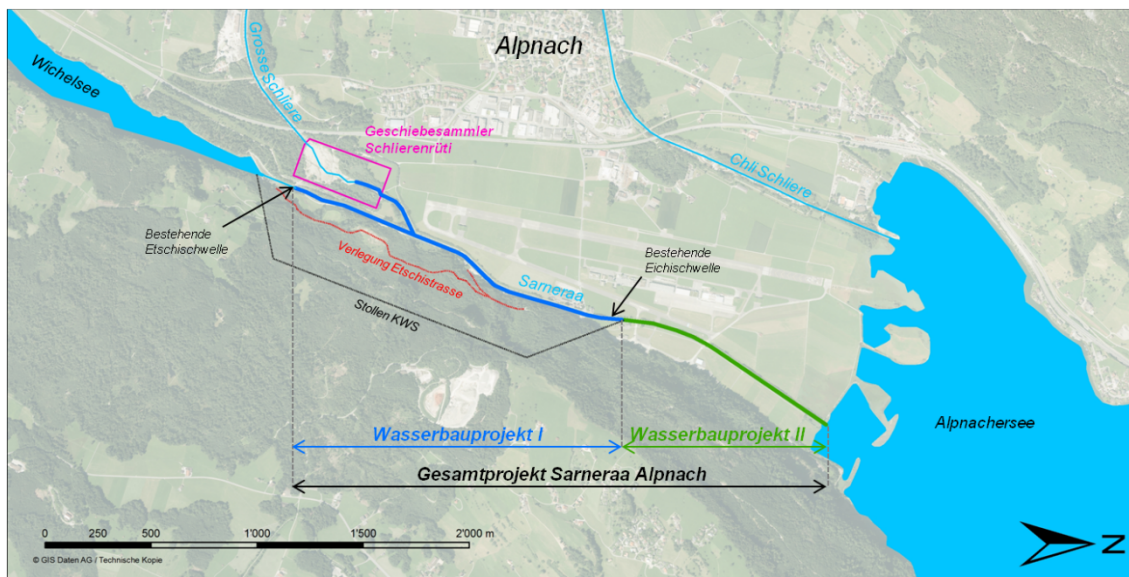 Alpnach
Wichelsee
Grosse Schliere
Geschiebesammler
Schlierenrüti
Chli Schliere
Bestehende
Etschischwelle
Verlegung Etschistrasse
Sarneraa
Bestehende
Eichischwelle
Stollen KWS
Alpnachersee
Wasserbauprojekt I
Wasserbauprojekt II
Gesamtprojekt Sarneraa Alpnach
0 250 500 1'000 1'500 2'000 m
© GIS Daten AG / Technische Kopie
N